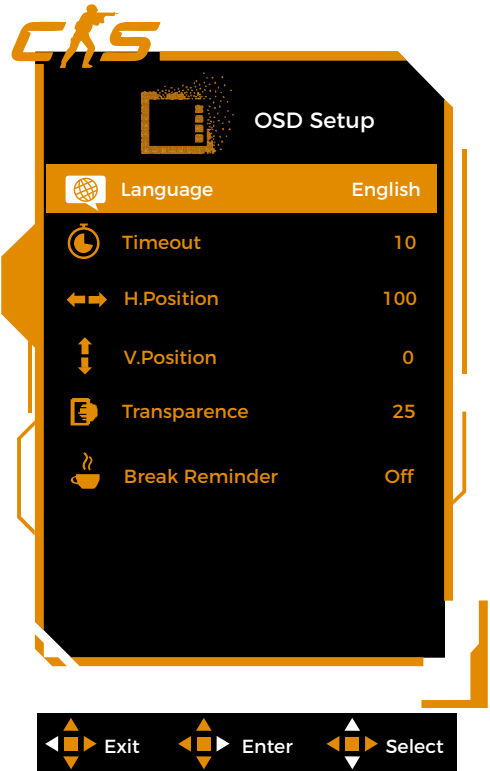 CS
OSD Setup
Language English
Timeout 10
H.Position 100
V.Position 0
Transparence 25
Break Reminder Off
Exit Enter Select